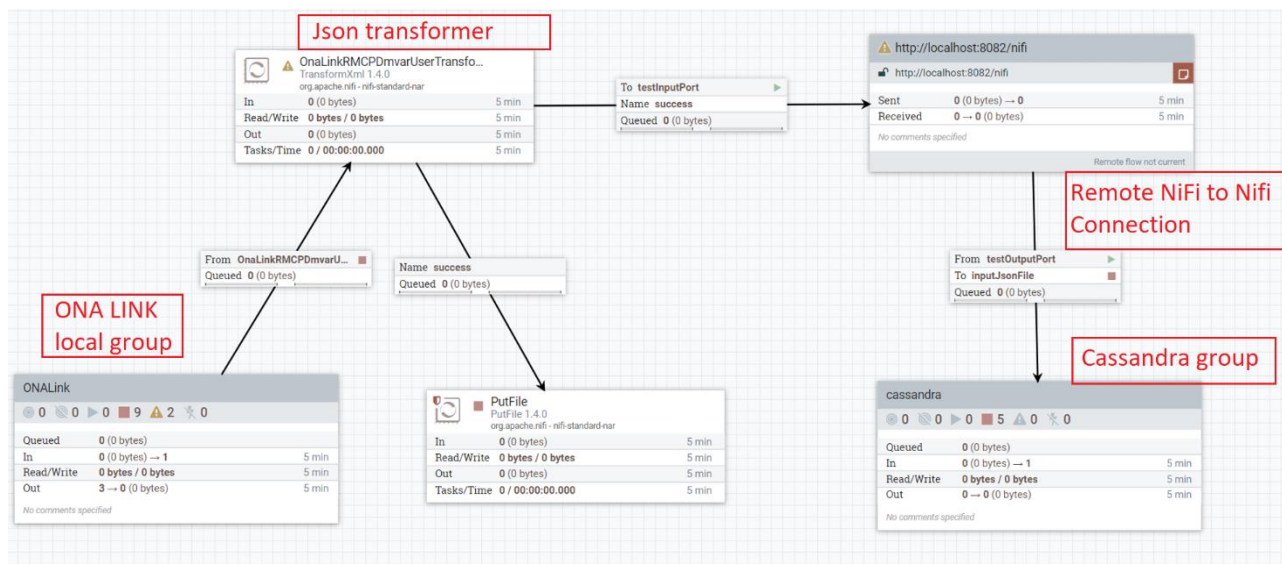 Json transformer
OnaLinkRMCPDmvarUserTransfo...
TransformXml 1.4.0
org.apache.nifi - nifi-standard-nar
In 0 (0 bytes) 5 min
Read/Write 0 bytes / 0 bytes 5 min
Out 0 (0 bytes) 5 min
Tasks/Time 0 / 00:00:00.000 5 min
To testInputPort
Name success
Queued 0 (0 bytes)
http://localhost:8082/nifi
http://localhost:8082/nifi
Sent 0 (0 bytes) → 0 5 min
Received 0 → 0 (0 bytes) 5 min
No comments specified
Remote flow not current
Remote NiFi to Nifi
Connection
From OnaLinkRMCPDmvarU...
Queued 0 (0 bytes)
Name success
Queued 0 (0 bytes)
From testOutputPort
To inputJsonFile
Queued 0 (0 bytes)
ONA LINK
local group
Cassandra group
ONALink
0 0 0 9 2 0
Queued 0 (0 bytes)
In 0 (0 bytes) → 1 5 min
Read/Write 0 bytes / 0 bytes 5 min
Out 3 → 0 (0 bytes) 5 min
No comments specified
PutFile
PutFile 1.4.0
org.apache.nifi - nifi-standard-nar
In 0 (0 bytes) 5 min
Read/Write 0 bytes / 0 bytes 5 min
Out 0 (0 bytes) 5 min
Tasks/Time 0 / 00:00:00.000 5 min
cassandra
0 0 0 5 0 0
Queued 0 (0 bytes)
In 0 (0 bytes) → 1 5 min
Read/Write 0 bytes / 0 bytes 5 min
Out 0 → 0 (0 bytes) 5 min
No comments specified